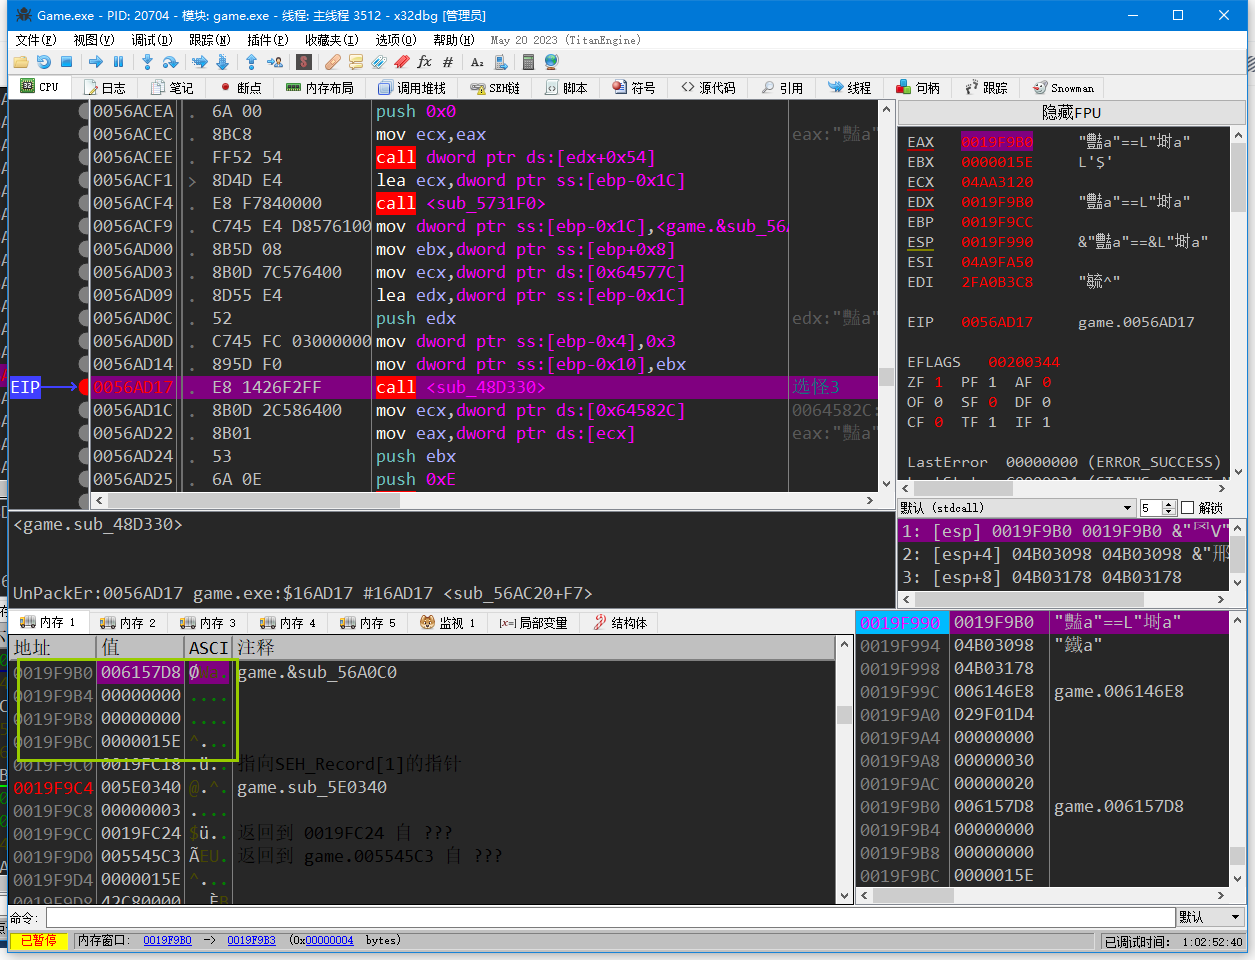 Game.exe - PID: 20704 - 模块: game.exe - 线程: 主线程 3512 - x32dbg [管理员]
文件(F) 视图(V) 调试(D) 跟踪(N) 插件(P) 收藏夹(I) 选项(O) 帮助(H) May 20 2023 (TitanEngine)
CPU 日志 笔记 断点 内存布局 调用堆栈 SEH链 脚本 符号 源代码 引用 线程 句柄 跟踪 Snowman
0056ACEA . 6A 00 push 0x0
0056ACEC . 8BC8 mov ecx,eax eax:"豔a"
0056ACEE . FF52 54 call dword ptr ds:[edx+0x54]
0056ACF1 > 8D4D E4 lea ecx,dword ptr ss:[ebp-0x1C]
0056ACF4 . E8 F7840000 call <sub_5731F0>
0056ACF9 . C745 E4 D8576100 mov dword ptr ss:[ebp-0x1C],<game.&sub_56A
0056AD00 . 8B5D 08 mov ebx,dword ptr ss:[ebp+0x8]
0056AD03 . 8B0D 7C576400 mov ecx,dword ptr ds:[0x64577C]
0056AD09 . 8D55 E4 lea edx,dword ptr ss:[ebp-0x1C]
0056AD0C . 52 push edx edx:"豔a"
0056AD0D . C745 FC 03000000 mov dword ptr ss:[ebp-0x4],0x3
0056AD14 . 895D F0 mov dword ptr ss:[ebp-0x10],ebx
EIP 0056AD17 . E8 1426F2FF call <sub_48D330> 选怪3
0056AD1C . 8B0D 2C586400 mov ecx,dword ptr ds:[0x64582C] 0064582C:
0056AD22 . 8B01 mov eax,dword ptr ds:[ecx] eax:"豔a"
0056AD24 . 53 push ebx
0056AD25 . 6A 0E push 0xE
隐藏FPU
EAX 0019F9B0 "豔a"==L"埘a"
EBX 0000015E L'Ş'
ECX 04AA3120
EDX 0019F9B0 "豔a"==L"埘a"
EBP 0019F9CC
ESP 0019F990 &"豔a"==&L"埘a"
ESI 04A9FA50
EDI 2FA0B3C8 "毓^"
EIP 0056AD17 game.0056AD17
EFLAGS 00200344
ZF 1 PF 1 AF 0
OF 0 SF 0 DF 0
CF 0 TF 1 IF 1
LastError 00000000 (ERROR_SUCCESS)
默认 (stdcall) 5 解锁
1: [esp] 0019F9B0 0019F9B0
2: [esp+4] 04B03098 04B03098
3: [esp+8] 04B03178 04B03178
<game.sub_48D330>
UnPackEr:0056AD17 game.exe:$16AD17 #16AD17 <sub_56AC20+F7>
内存 1 内存 2 内存 3 内存 4 内存 5 监视 1 [x=] 局部变量 结构体
地址 值 ASCI 注释
0019F9B0 006157D8 ØWa. game.&sub_56A0C0
0019F9B4 00000000 ....
0019F9B8 00000000 ....
0019F9BC 0000015E ^...
0019F9C0 0019FC18 .ü.. 指向SEH_Record[1]的指针
0019F9C4 005E0340 @.^. game.sub_5E0340
0019F9C8 00000003 ....
0019F9CC 0019FC24 $ü.. 返回到 0019FC24 自 ???
0019F9D0 005545C3 ÃEU. 返回到 game.005545C3 自 ???
0019F9D4 0000015E ^...
0019F9D8 42C80000 ..ÈB
0019F990 0019F9B0 "豔a"==L"埘a"
0019F994 04B03098 "鐵a"
0019F998 04B03178
0019F99C 006146E8 game.006146E8
0019F9A0 029F01D4
0019F9A4 00000000
0019F9A8 00000030
0019F9AC 00000020
0019F9B0 006157D8 game.006157D8
0019F9B4 00000000
0019F9B8 00000000
0019F9BC 0000015E
命令: 默认
已暂停 内存窗口: 0019F9B0 -> 0019F9B3 (0x00000004 bytes) 已调试时间: 1:02:52:40